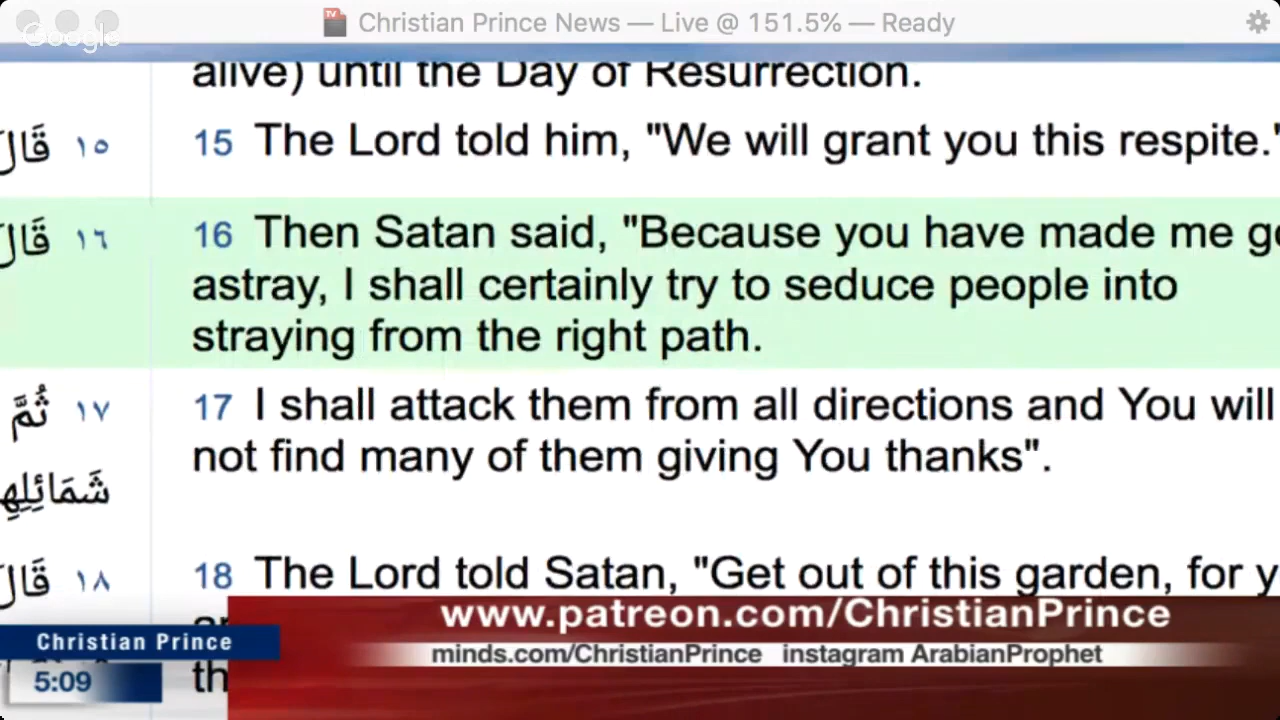 Christian Prince News — Live @ 151.5% — Ready
Google
alive) until the Day of Resurrection.
قَالَ ١٥ 15 The Lord told him, "We will grant you this respite."
قَالَ ١٦ 16 Then Satan said, "Because you have made me go
astray, I shall certainly try to seduce people into
straying from the right path.
ثُمَّ ١٧ 17 I shall attack them from all directions and You will
شَمَائِلِهِ not find many of them giving You thanks".
قَالَ ١٨ 18 The Lord told Satan, "Get out of this garden, for y
www.patreon.com/ChristianPrince
Christian Prince
minds.com/ChristianPrince instagram ArabianProphet
5:09
th